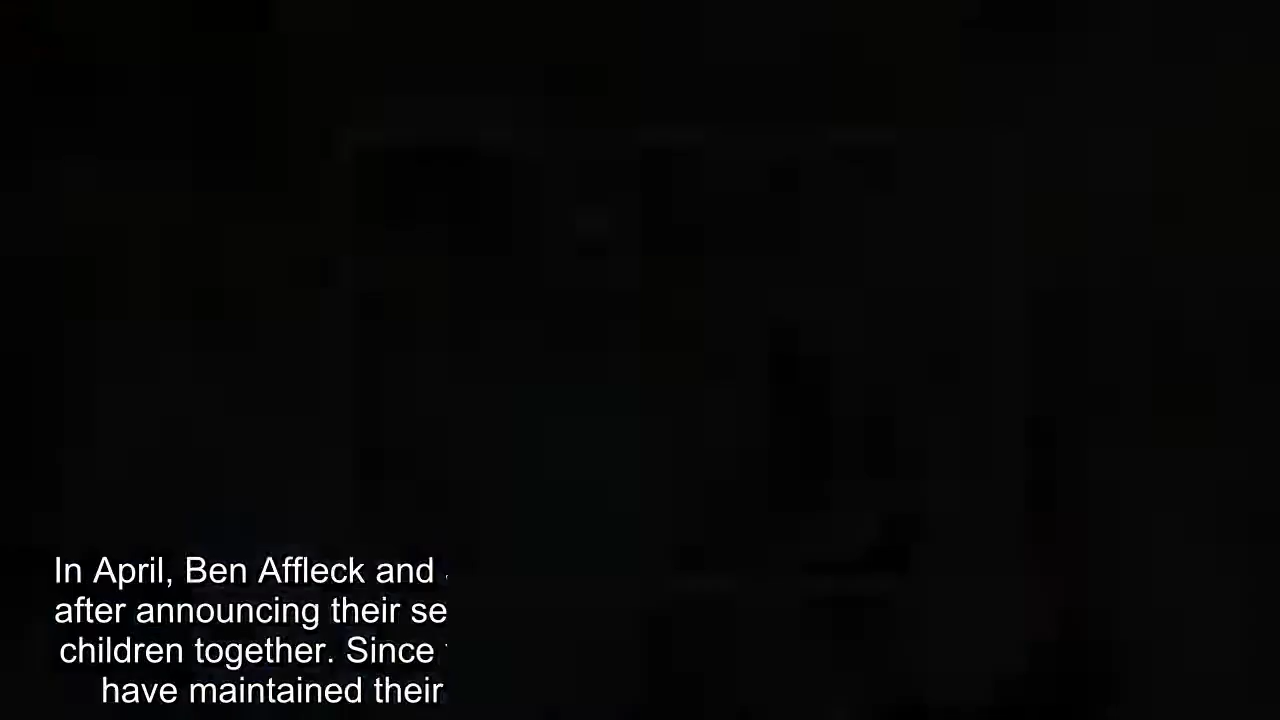 In April, Ben Affleck and
after announcing their se
children together. Since
have maintained their